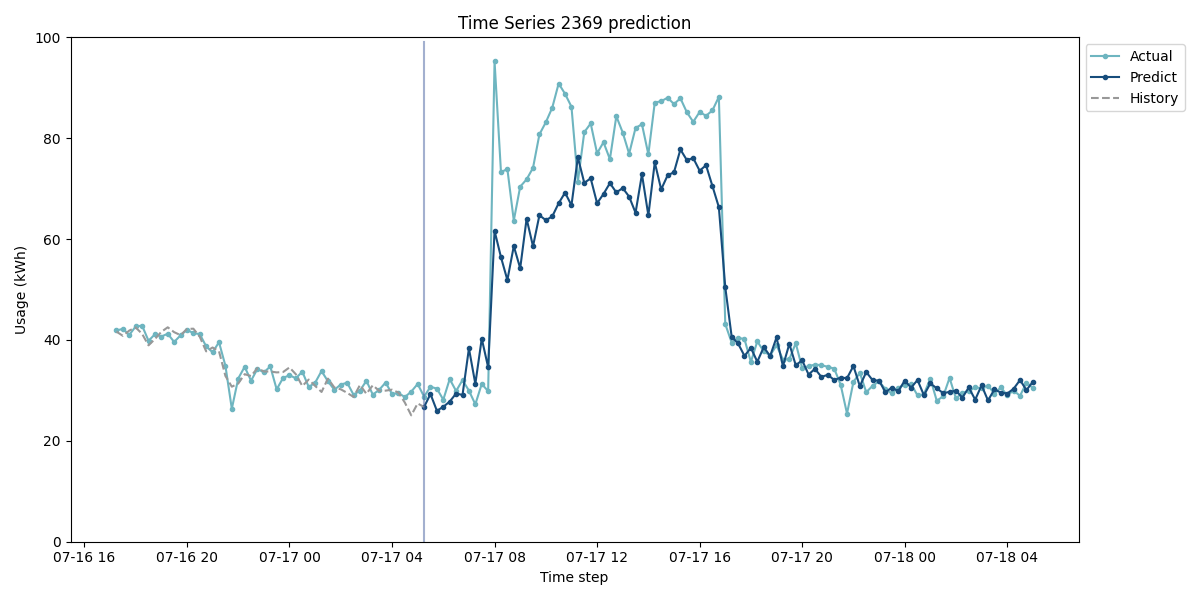 Time Series 2369 prediction
Usage (kWh)
100
80
60
40
20
0
07-16 16
07-16 20
07-17 00
07-17 04
07-17 08
07-17 12
07-17 16
07-17 20
07-18 00
07-18 04
Time step
Actual
Predict
History